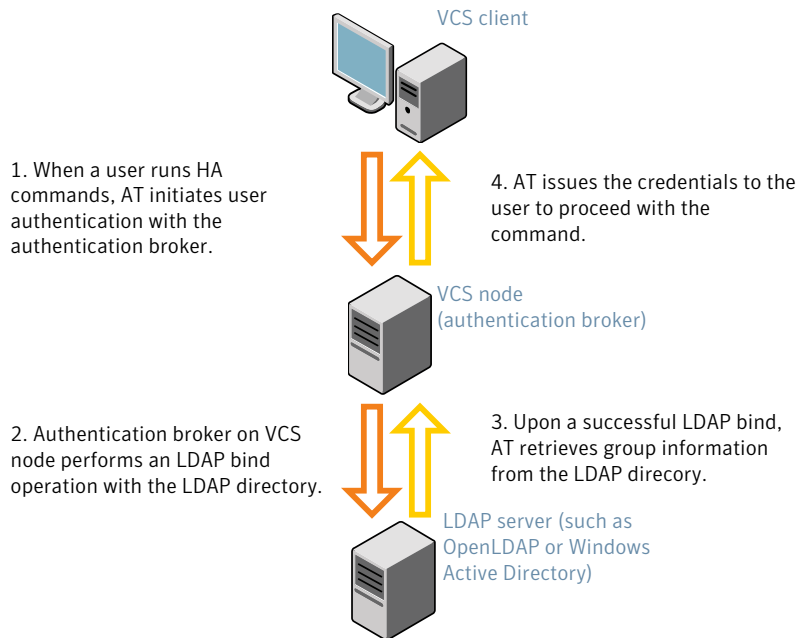 VCS client
1. When a user runs HA
commands, AT initiates user
authentication with the
authentication broker.
4. AT issues the credentials to the
user to proceed with the
command.
VCS node
(authentication broker)
2. Authentication broker on VCS
node performs an LDAP bind
operation with the LDAP directory.
3. Upon a successful LDAP bind,
AT retrieves group information
from the LDAP direcory.
LDAP server (such as
OpenLDAP or Windows
Active Directory)